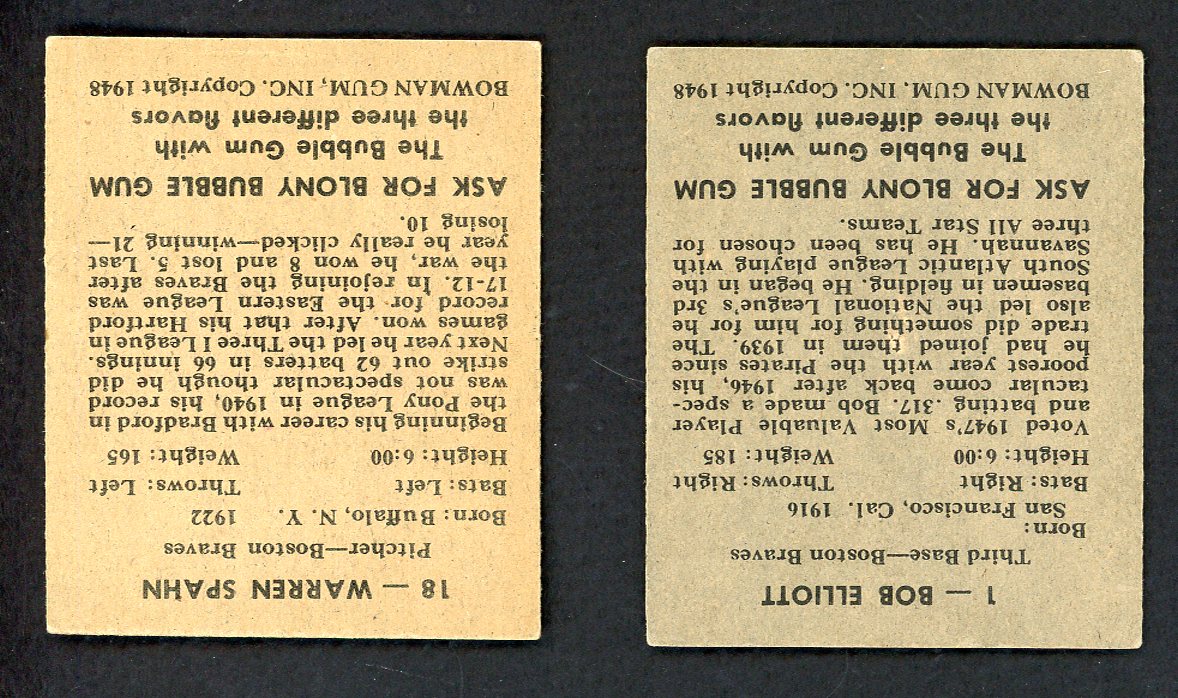 1 — BOB ELLIOTT
Third Base—Boston Braves
Born:
San Francisco, Cal. 1916
Bats: Right Throws: Right
Height: 6:00 Weight: 185
Voted 1947's Most Valuable Player
and batting .317. Bob made a spec-
tacular come back after 1946, his
poorest year with the Pirates since
he had joined them in 1939. The
trade did something for him for he
also led the National League's 3rd
basemen in fielding. He began in the
South Atlantic League playing with
Savannah. He has been chosen for
three All Star Teams.
ASK FOR BLONY BUBBLE GUM
The Bubble Gum with
the three different flavors
BOWMAN GUM, INC. Copyright 1948
18 — WARREN SPAHN
Pitcher—Boston Braves
Born: Buffalo, N. Y. 1922
Bats: Left Throws: Left
Height: 6:00 Weight: 165
Beginning his career with Bradford in
the Pony League in 1940, his record
was not spectacular though he did
strike out 62 batters in 66 innings.
Next year he led the Three I League in
games won. After that his Hartford
record for the Eastern League was
17-12. In rejoining the Braves after
the war, he won 8 and lost 5. Last
year he really clicked—winning 21—
losing 10.
ASK FOR BLONY BUBBLE GUM
The Bubble Gum with
the three different flavors
BOWMAN GUM, INC. Copyright 1948